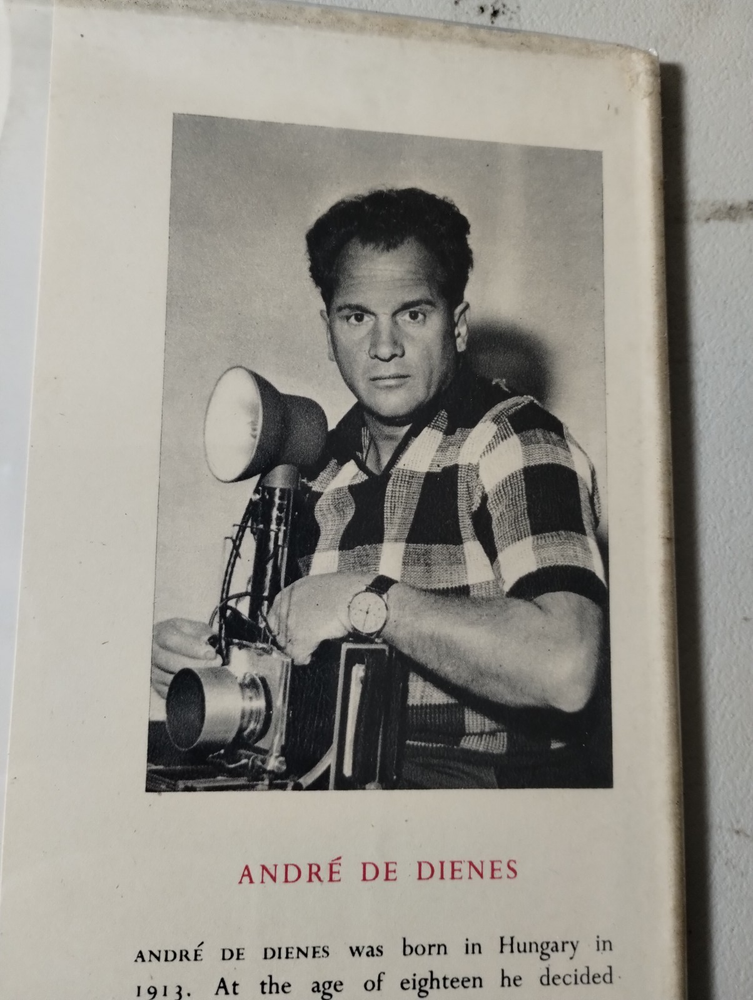 ANDRÉ DE DIENES
ANDRÉ DE DIENES was born in Hungary in
1913. At the age of eighteen he decided